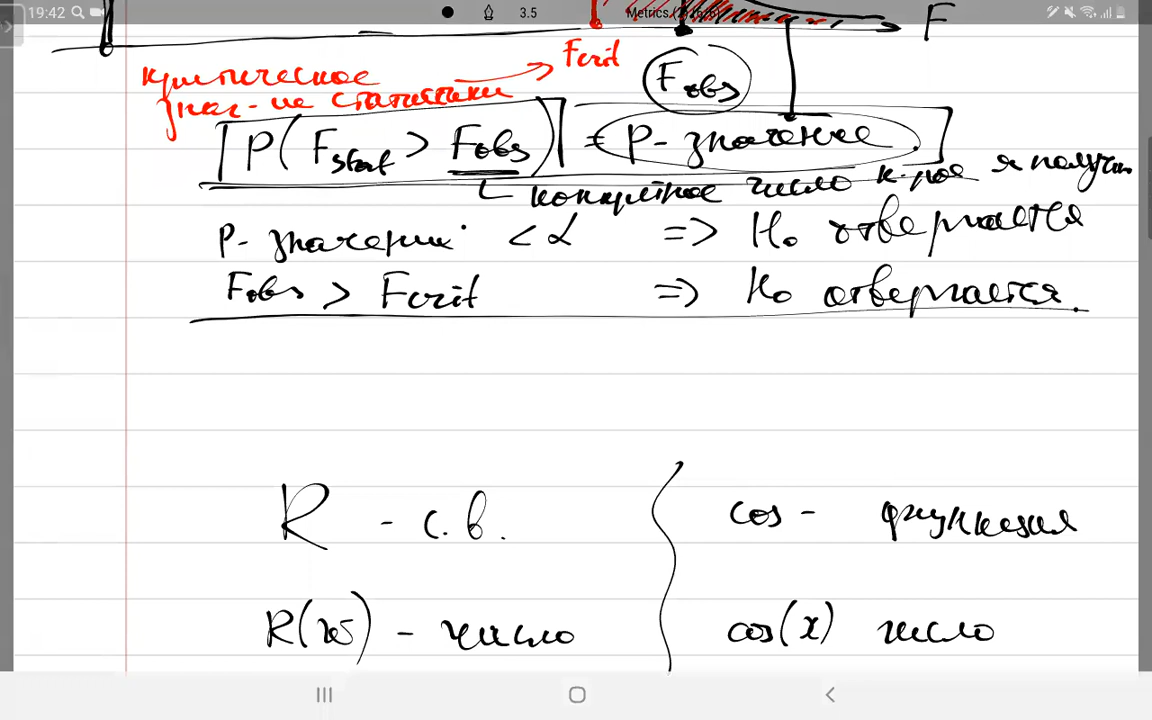 19:42
3.5
F
Fcrit
критическое
знач-ие статистики
Fobs
P(Fstat > Fobs) = P-значение
конкретное число к-рое я получил
P-значение < α => H₀ отвергается
Fobs > Fcrit => H₀ отвергается.
R - с.в.
cos - функция
R(ω) - число
cos(x) число